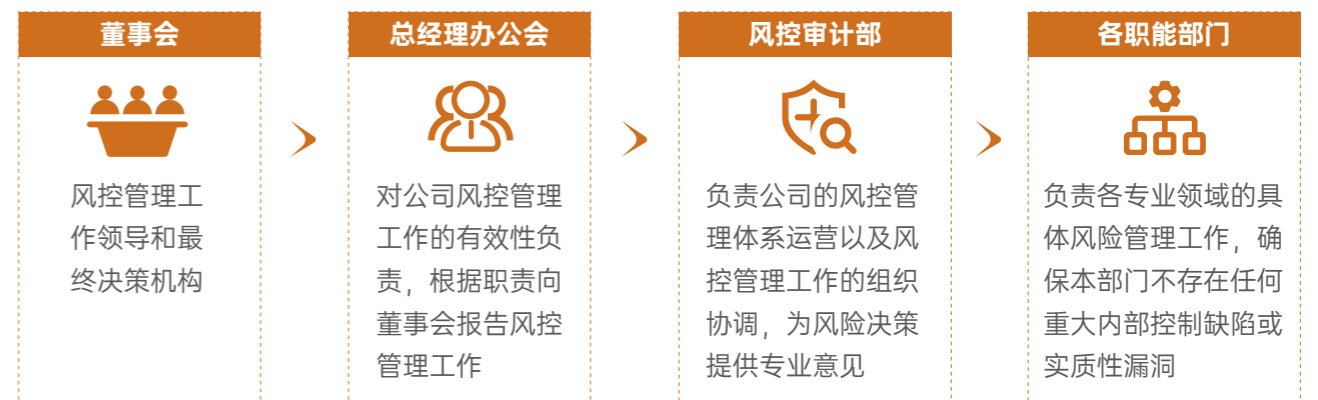 董事会
风控管理工
作领导和最
终决策机构
总经理办公会
对公司风控管理
工作的有效性负
责，根据职责向
董事会报告风控
管理工作
风控审计部
负责公司的风控管
理体系运营以及风
控管理工作的组织
协调，为风险决策
提供专业意见
各职能部门
负责各专业领域的具
体风险管理工作，确
保本部门不存在任何
重大内部控制缺陷或
实质性漏洞